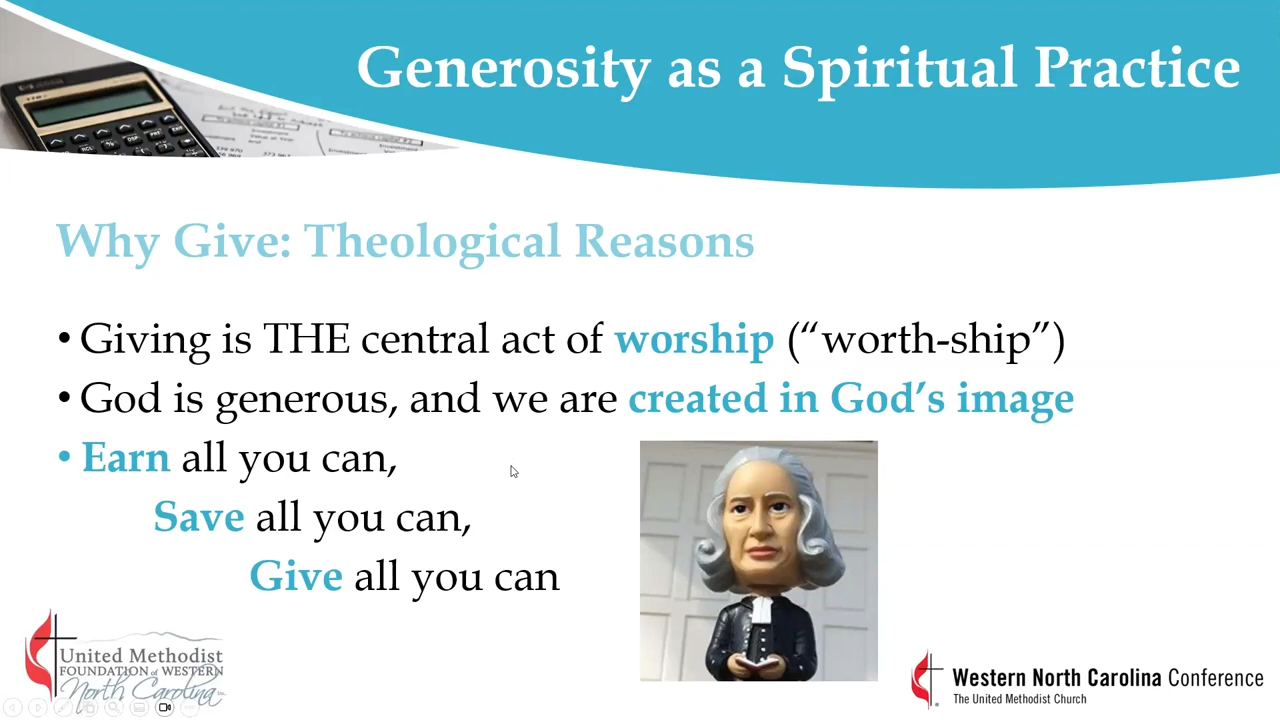 Generosity as a Spiritual Practice
Why Give: Theological Reasons
• Giving is THE central act of worship (“worth-ship”)
• God is generous, and we are created in God’s image
• Earn all you can,
Save all you can,
Give all you can
United Methodist
FOUNDATION of WESTERN
North Carolina
Western North Carolina Conference
The United Methodist Church